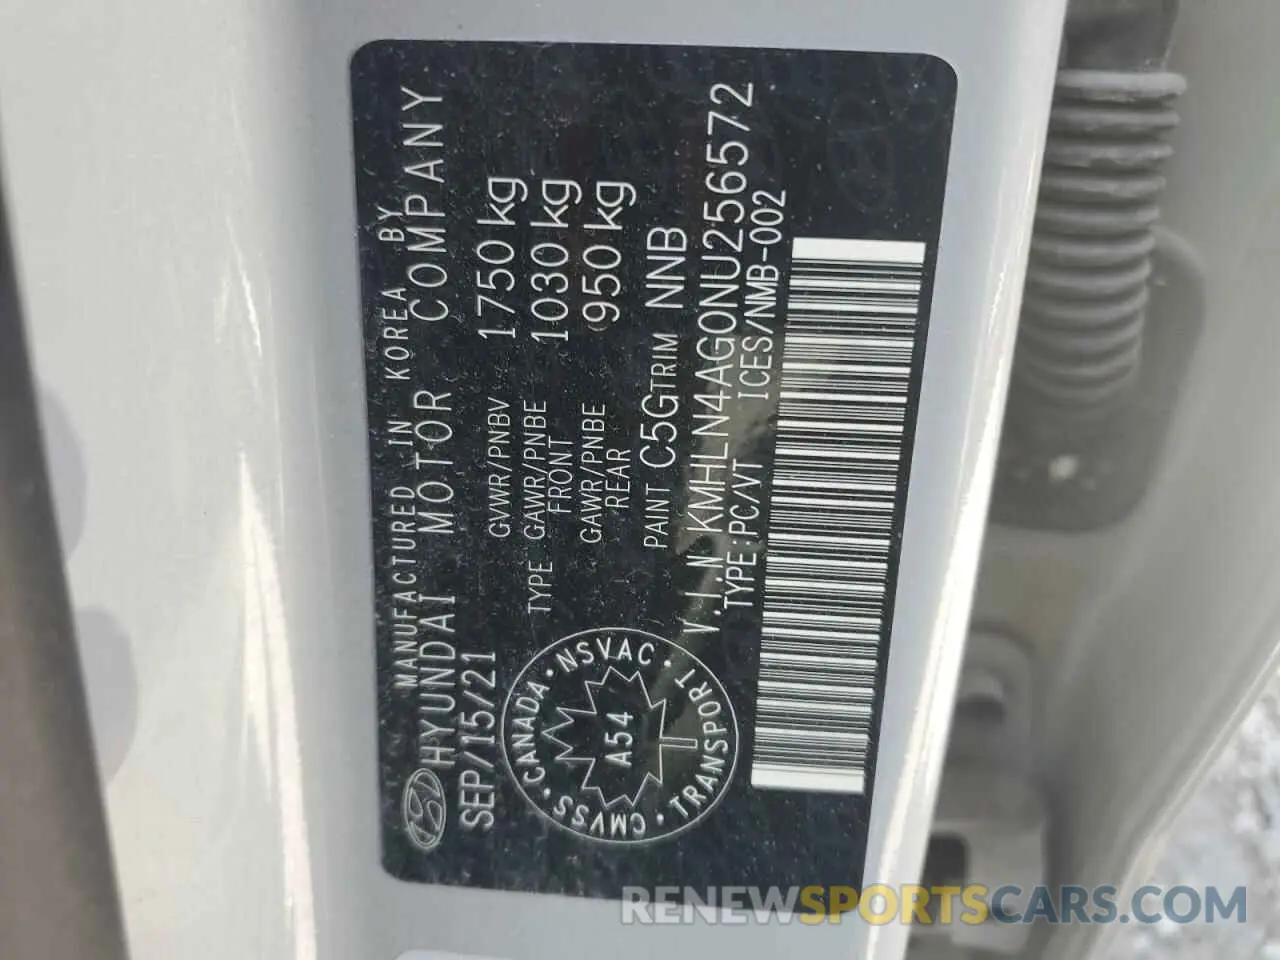 MANUFACTURED IN KOREA BY
HYUNDAI MOTOR COMPANY
SEP/15/21
GVWR/PNBV 1750 kg
TYPE GAWR/PNBE FRONT 1030 kg
GAWR/PNBE REAR 950 kg
PAINT C5G TRIM NNB
V.I.N KMHLN4AG0NU256572
TYPE:PC/VT ICES/NMB-002
CANADA · NSVAC · TRANSPORT · CMVSS ·
A54
RENEWSPORTSCARS.COM